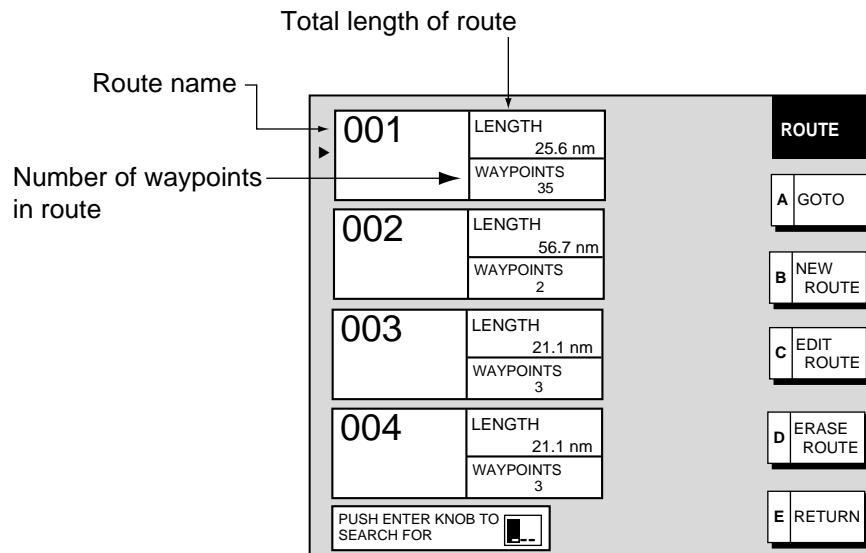 Total length of route
Route name
Number of waypoints
in route
001
LENGTH
25.6 nm
WAYPOINTS
35
002
LENGTH
56.7 nm
WAYPOINTS
2
003
LENGTH
21.1 nm
WAYPOINTS
3
004
LENGTH
21.1 nm
WAYPOINTS
3
PUSH ENTER KNOB TO
SEARCH FOR
_ _
ROUTE
A GOTO
B NEW
ROUTE
C EDIT
ROUTE
D ERASE
ROUTE
E RETURN